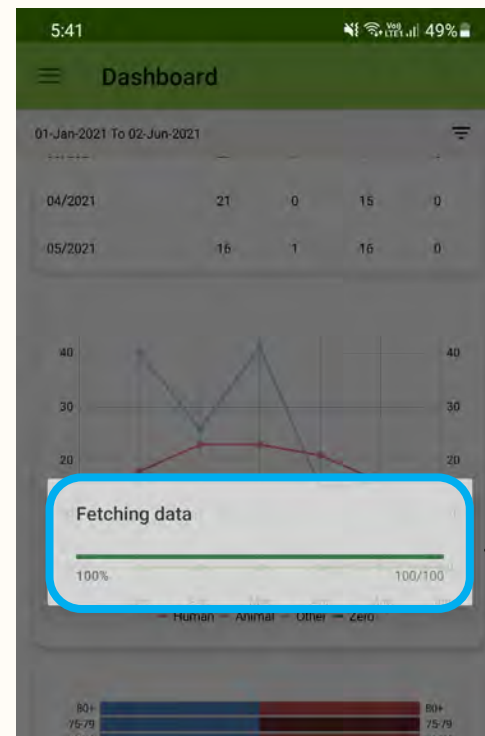 5:41 49%
Dashboard
01-Jan-2021 To 02-Jun-2021
04/2021 21 0 15 0
05/2021 16 1 16 0
40 40
30 30
20 20
Fetching data
100% 100/100
Human Animal Other Zero
80+ 80+
75-79 75-79